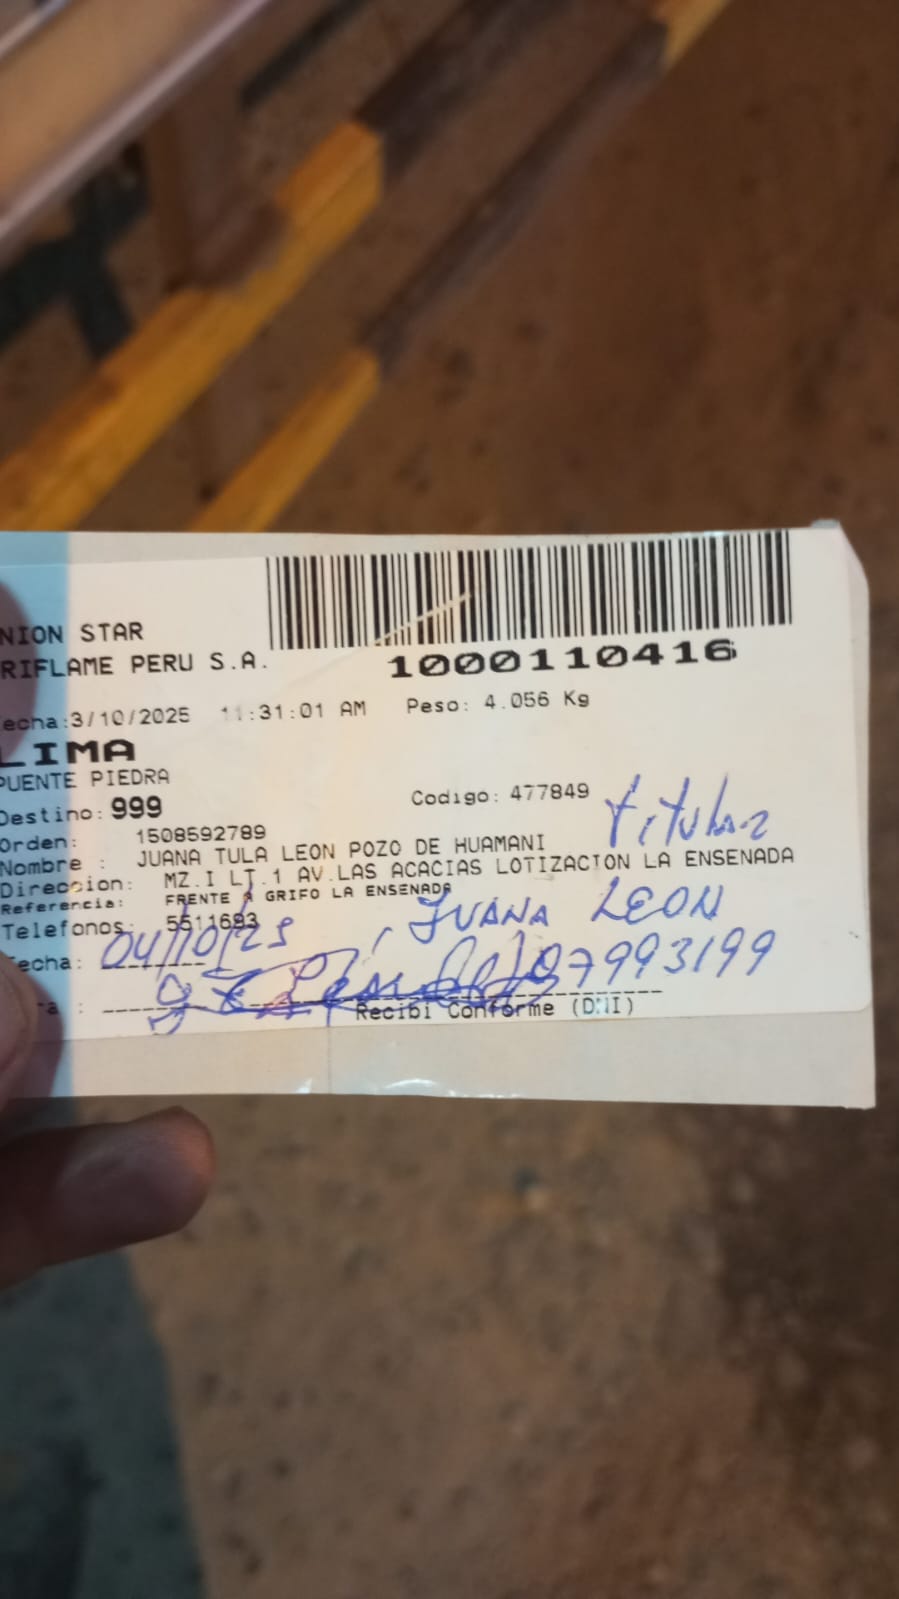 NION STAR
RIFLAME PERU S.A.
1000110416
echa:3/10/2025 11:31:01 AM Peso: 4.056 Kg
LIMA
PUENTE PIEDRA
Destino: 999 Codigo: 477849
titular
Orden: 1508592789
Nombre : JUANA TULA LEON POZO DE HUAMANI
Direccion: MZ.I LT.1 AV.LAS ACACIAS LOTIZACION LA ENSENADA
Referencia: FRENTE A GRIFO LA ENSENADA
Telefonos: 5511693
JUANA LEON
echa: 04/10/25
97993199
a :
Recibi Conforme (DNI)